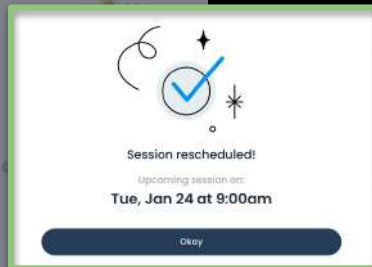 Session rescheduled!
Upcoming session on:
Tue, Jan 24 at 9:00am
Okay